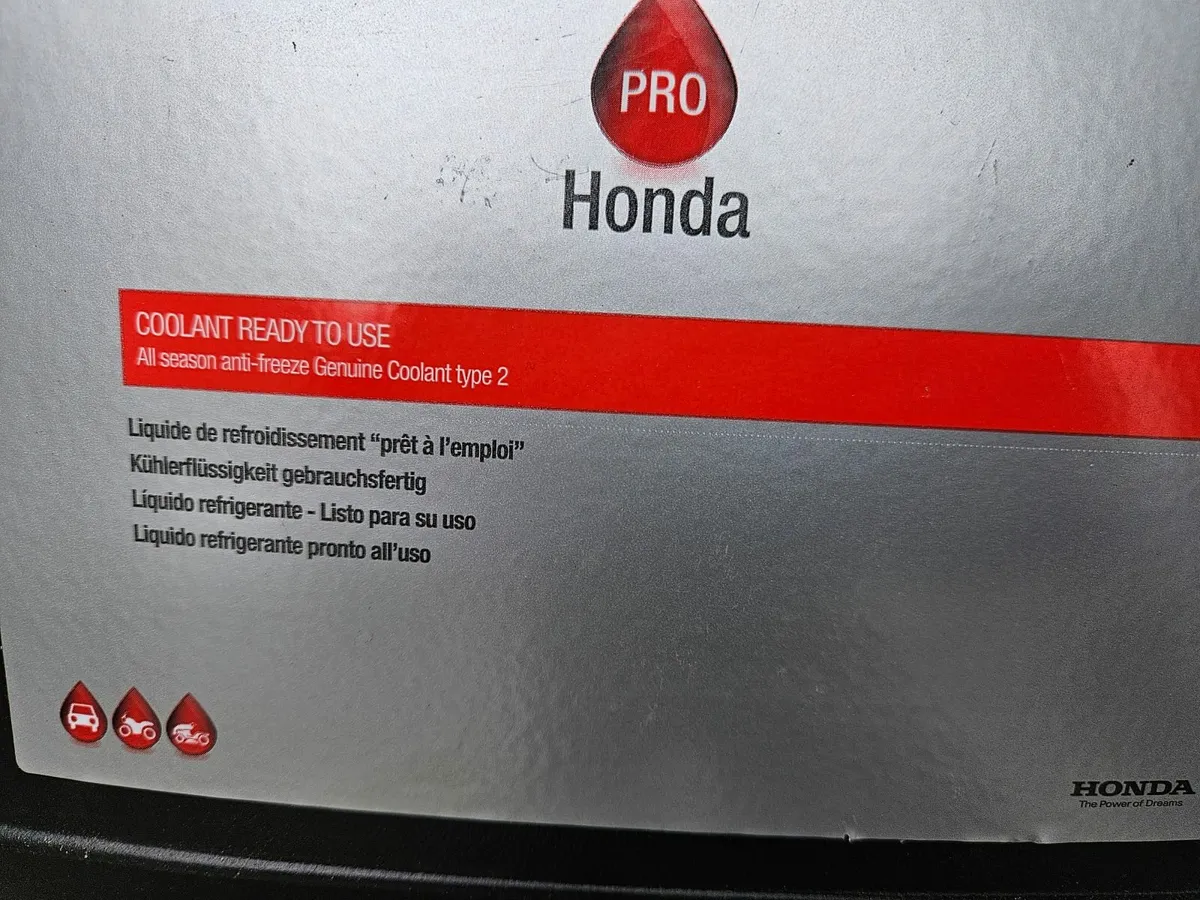 PRO
Honda
COOLANT READY TO USE
All season anti-freeze Genuine Coolant type 2
Liquide de refroidissement “prêt à l’emploi”
Kühlerflüssigkeit gebrauchsfertig
Líquido refrigerante - Listo para su uso
Liquido refrigerante pronto all’uso
HONDA
The Power of Dreams